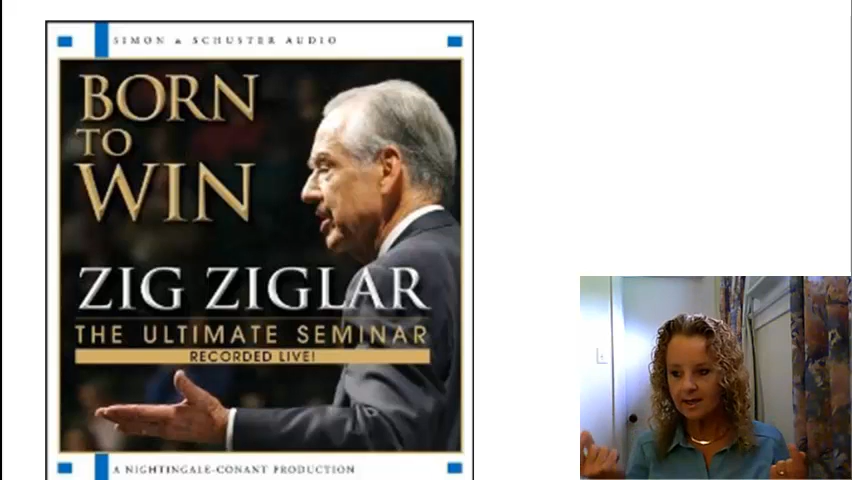 SIMON & SCHUSTER AUDIO
BORN
TO
WIN
ZIG ZIGLAR
THE ULTIMATE SEMINAR
RECORDED LIVE!
A NIGHTINGALE-CONANT PRODUCTION